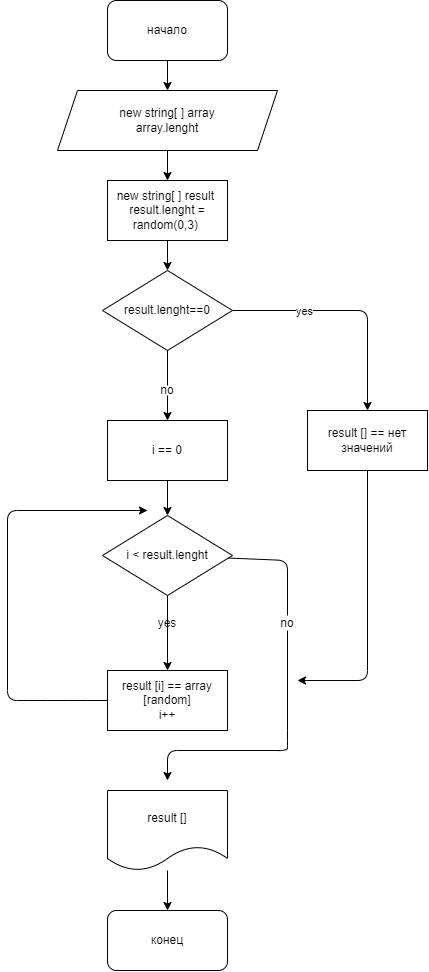 начало
new string[ ] array
array.lenght
new string[ ] result
result.lenght =
random(0,3)
result.lenght==0
yes
no
result [] == нет
значений
i == 0
i < result.lenght
yes
no
result [i] == array
[random]
i++
result []
конец